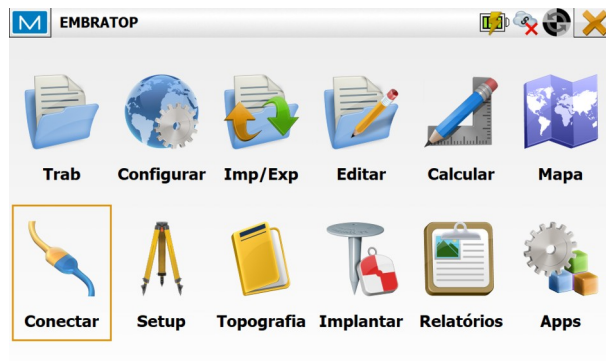 EMBRATOP
Trab Configurar Imp/Exp Editar Calcular Mapa
Conectar Setup Topografia Implantar Relatórios Apps